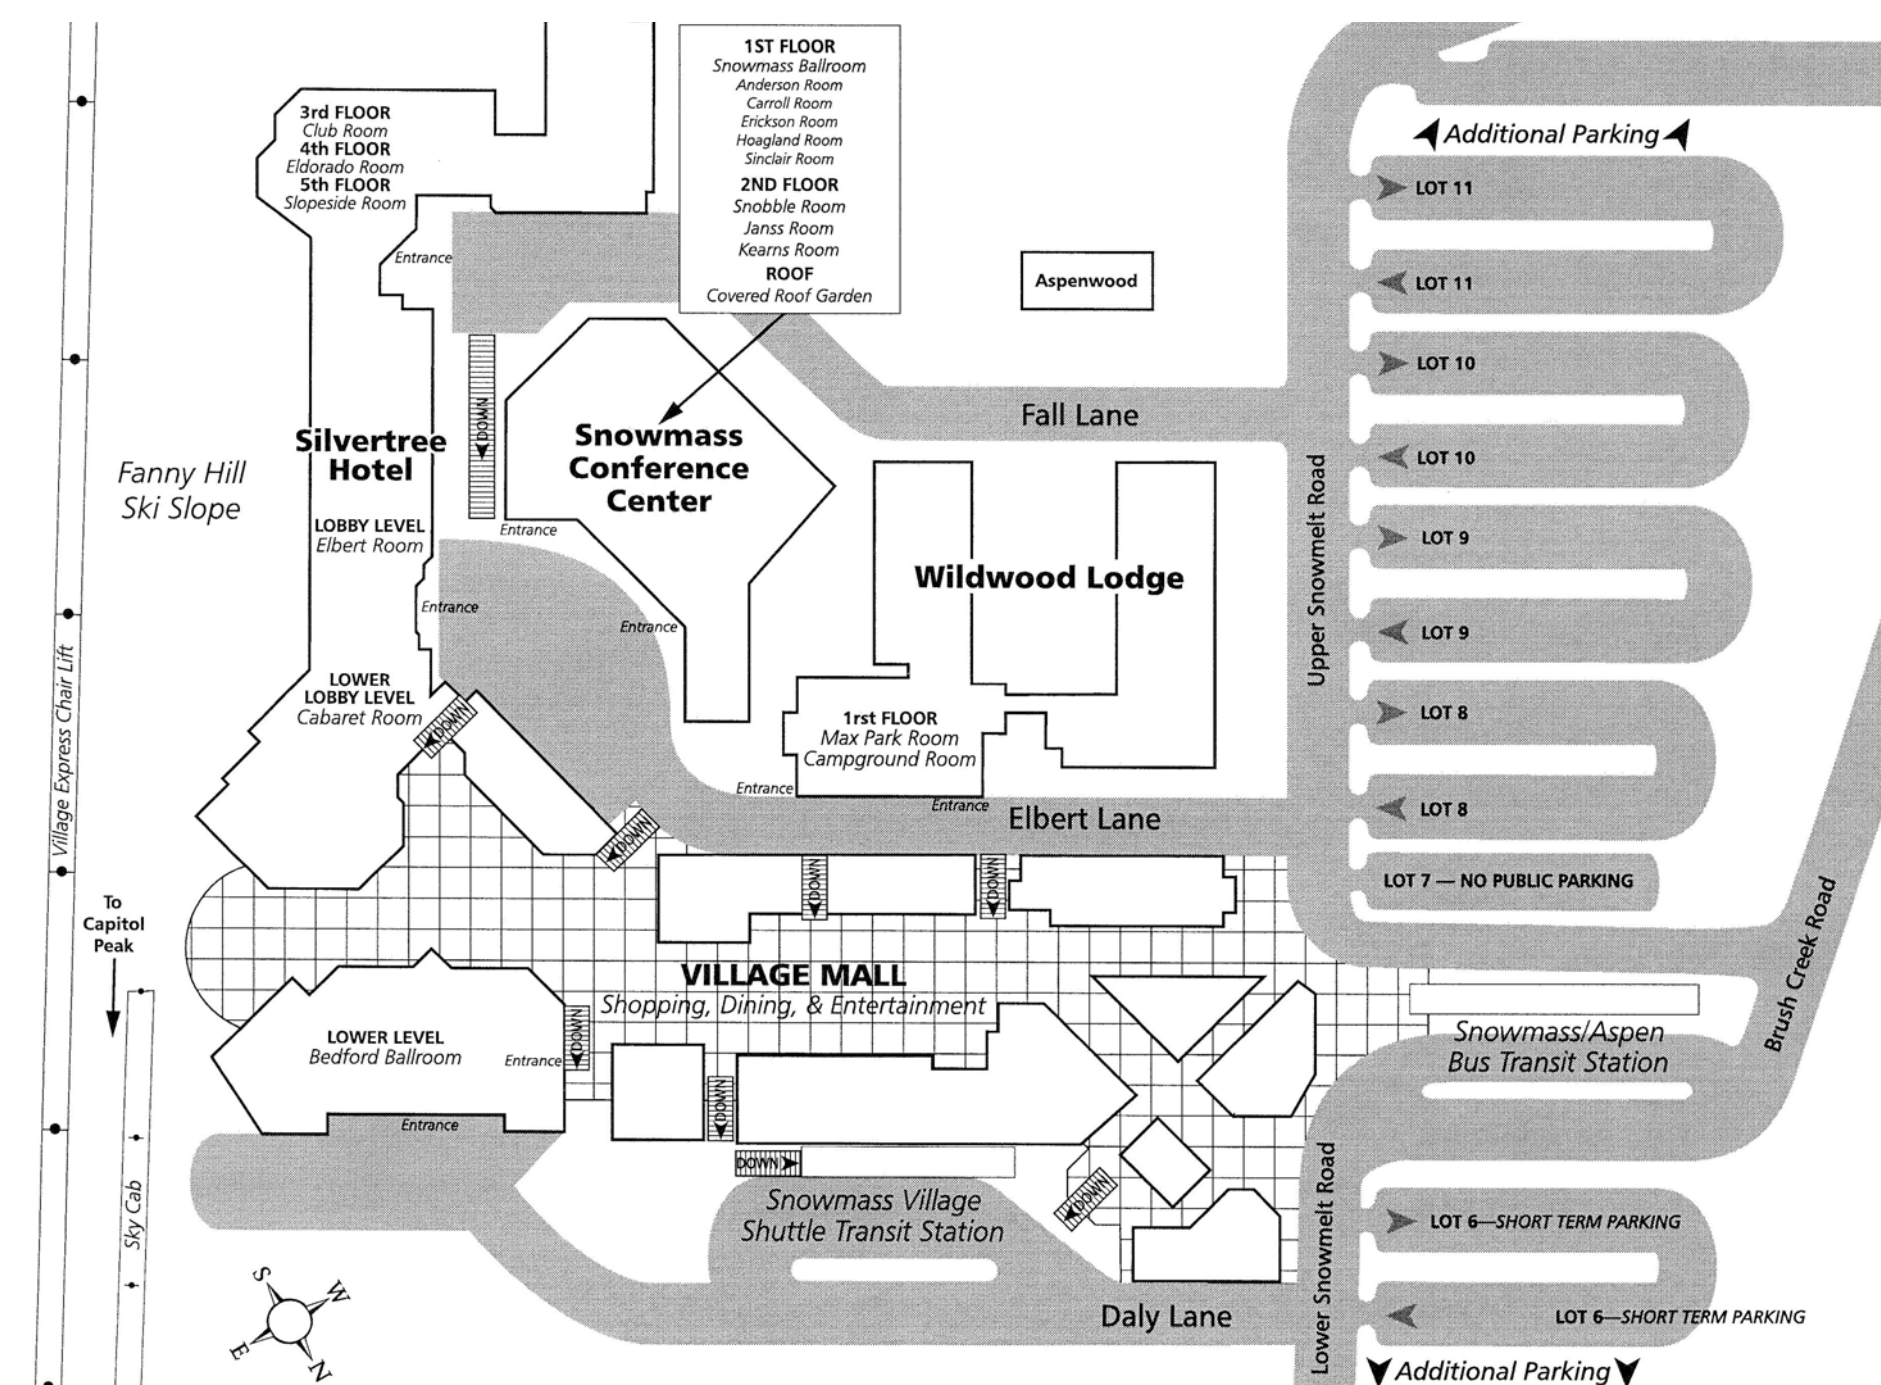 1ST FLOOR
Snowmass Ballroom
Anderson Room
Carroll Room
Erickson Room
Hoagland Room
Sinclair Room
2ND FLOOR
Snobble Room
Janss Room
Kearns Room
ROOF
Covered Roof Garden
3rd FLOOR
Club Room
4th FLOOR
Eldorado Room
5th FLOOR
Slopeside Room
Entrance
Additional Parking
LOT 11
LOT 11
Aspenwood
LOT 10
LOT 10
Fall Lane
DOWN
Silvertree
Hotel
Snowmass
Conference
Center
Fanny Hill
Ski Slope
LOBBY LEVEL
Elbert Room
Entrance
Entrance
Entrance
Wildwood Lodge
Upper Snowmelt Road
LOT 9
LOT 9
LOWER
LOBBY LEVEL
Cabaret Room
DOWN
1rst FLOOR
Max Park Room
Campground Room
Entrance
Entrance
LOT 8
LOT 8
Village Express Chair Lift
Elbert Lane
DOWN
DOWN
DOWN
LOT 7 — NO PUBLIC PARKING
Brush Creek Road
To
Capitol
Peak
VILLAGE MALL
Shopping, Dining, & Entertainment
LOWER LEVEL
Bedford Ballroom
Entrance
DOWN
Entrance
DOWN
DOWN
Snowmass/Aspen
Bus Transit Station
Sky Cab
Snowmass Village
Shuttle Transit Station
DOWN
Lower Snowmelt Road
LOT 6—SHORT TERM PARKING
LOT 6—SHORT TERM PARKING
Daly Lane
S
W
E
N
Additional Parking